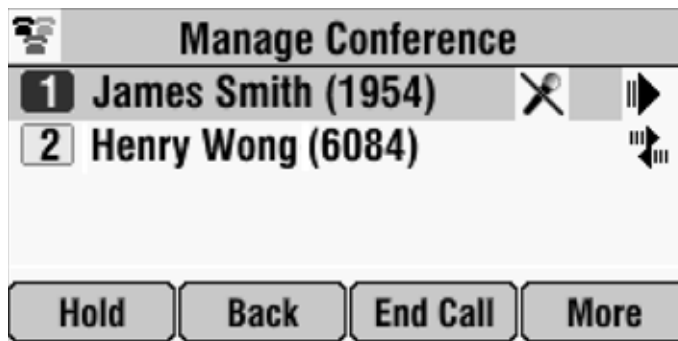 Manage Conference
1 James Smith (1954)
2 Henry Wong (6084)
Hold Back End Call More